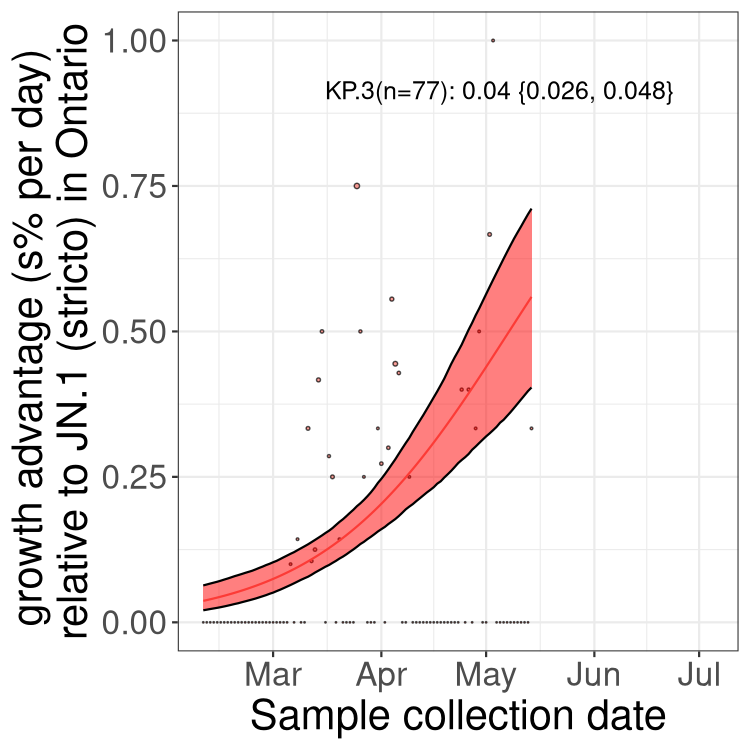 growth advantage (s% per day)
relative to JN.1 (stricto) in Ontario
1.00
KP.3(n=77): 0.04 {0.026, 0.048}
0.75
0.50
0.25
0.00
Mar Apr May Jun Jul
Sample collection date